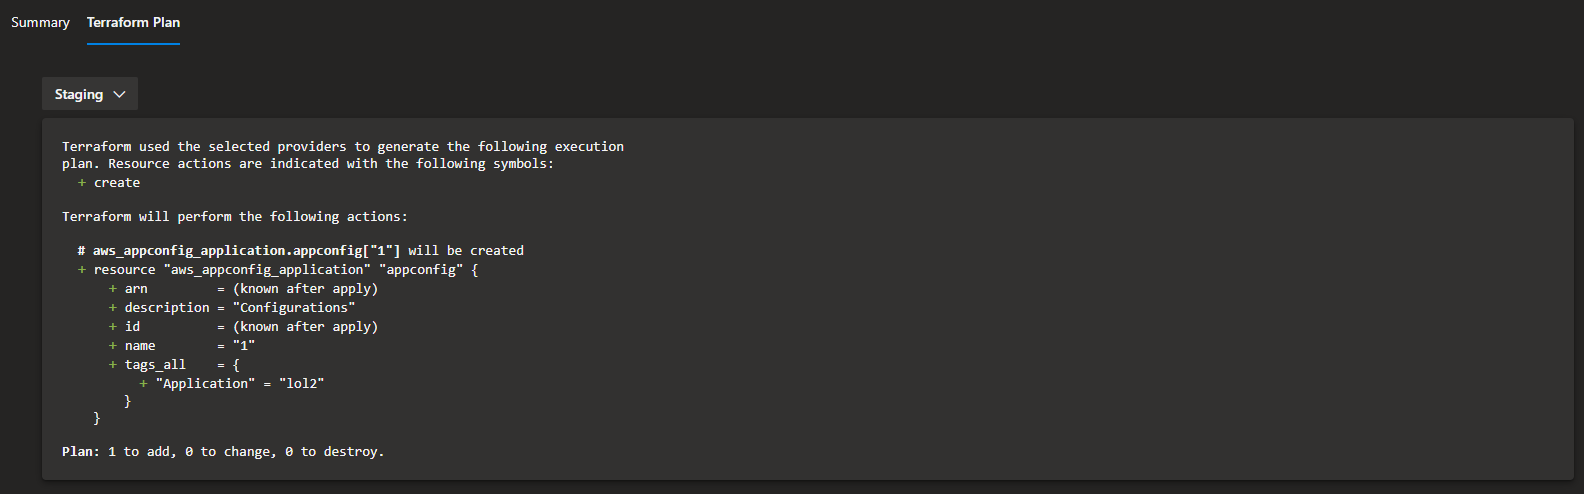 Summary Terraform Plan
Staging
Terraform used the selected providers to generate the following execution
plan. Resource actions are indicated with the following symbols:
+ create
Terraform will perform the following actions:
# aws_appconfig_application.appconfig["1"] will be created
+ resource "aws_appconfig_application" "appconfig" {
+ arn = (known after apply)
+ description = "Configurations"
+ id = (known after apply)
+ name = "1"
+ tags_all = {
+ "Application" = "lol2"
}
}
Plan: 1 to add, 0 to change, 0 to destroy.